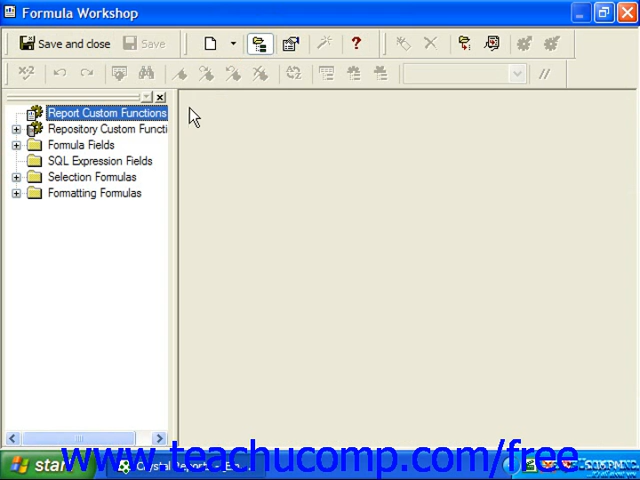 Formula Workshop
Save and close
Save
Report Custom Functions
Repository Custom Functi
Formula Fields
SQL Expression Fields
Selection Formulas
Formatting Formulas
start
www.teachucomp.com/free